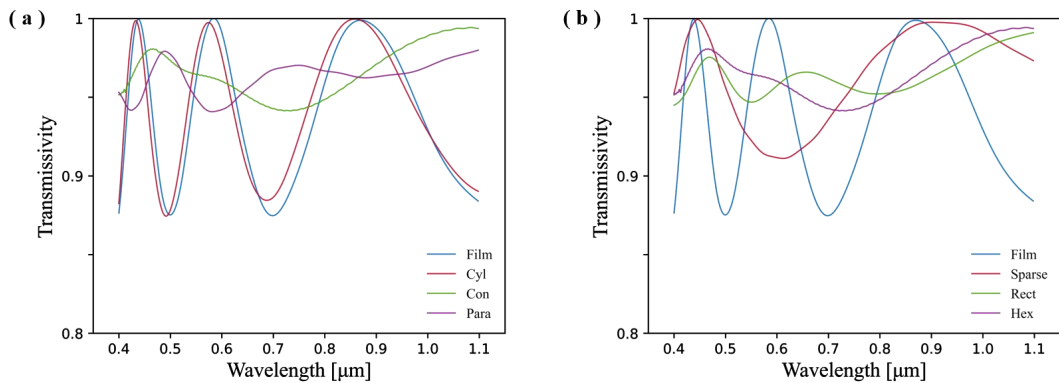 ( a )
1
0.9
0.8
Transmissivity
Film
Cyl
Con
Para
0.4 0.5 0.6 0.7 0.8 0.9 1.0 1.1
Wavelength [μm]
( b )
1
0.9
0.8
Transmissivity
Film
Sparse
Rect
Hex
0.4 0.5 0.6 0.7 0.8 0.9 1.0 1.1
Wavelength [μm]